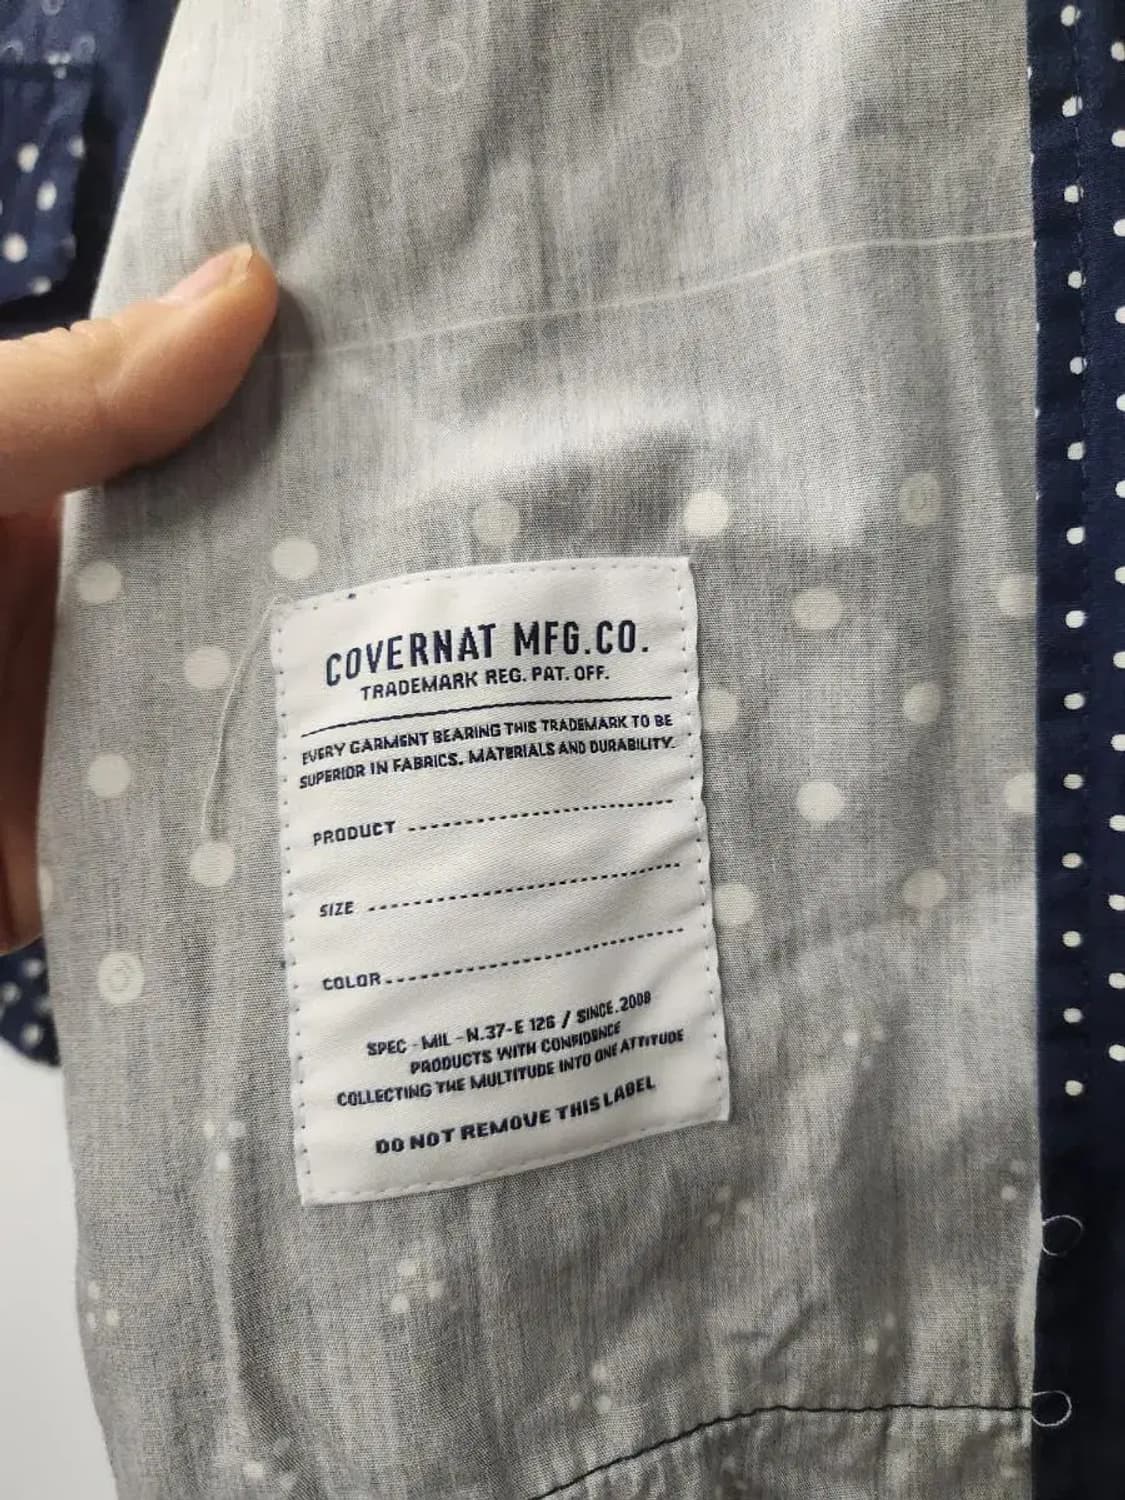 COVERNAT MFG.CO.
TRADEMARK REG. PAT. OFF.
EVERY GARMENT BEARING THIS TRADEMARK TO BE
SUPERIOR IN FABRICS. MATERIALS AND DURABILITY.
PRODUCT
SIZE
COLOR
SPEC - MIL - N.37-E 126 / SINCE.2008
PRODUCTS WITH CONFIDENCE
COLLECTING THE MULTITUDE INTO ONE ATTITUDE
DO NOT REMOVE THIS LABEL